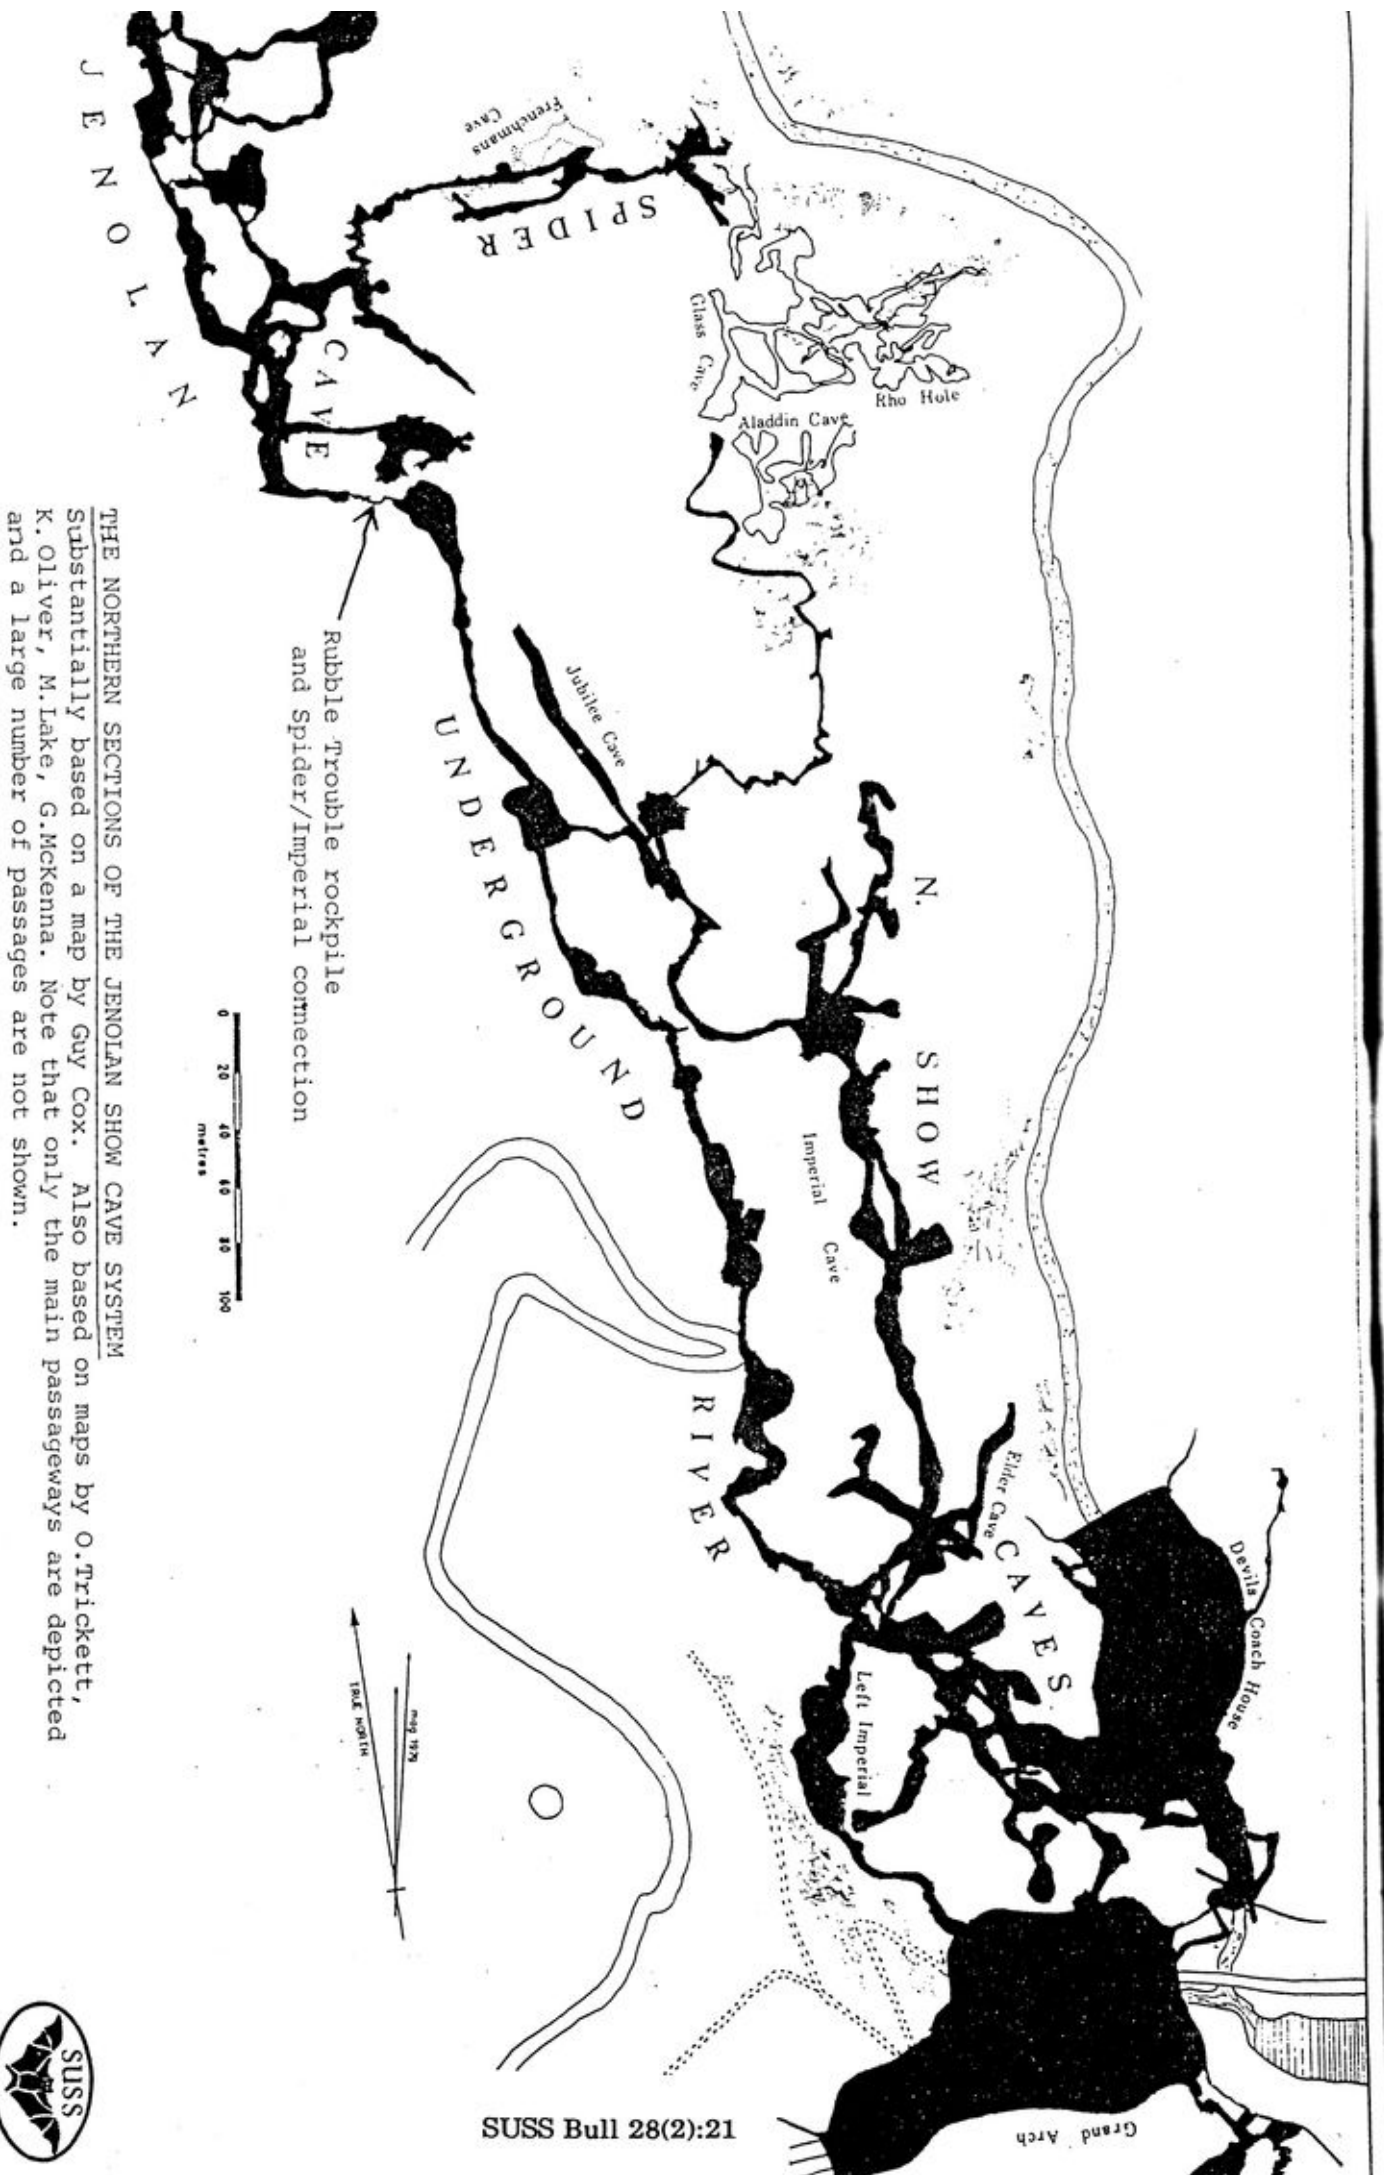 JENOLAN
UNDERGROUND
RIVER
SPIDER
CAVE
N. SHOW
CAVES
Frenchmans
Cave
Glass Cave
Rho Hole
Aladdin Cave
Jubilee Cave
Imperial
Cave
Elder Cave
Devils Coach House
Left Imperial
Grand Arch
Rubble Trouble rockpile
and Spider/Imperial connection
0 20 40 60 80 100
metres
mag 1979
TRUE NORTH
THE NORTHERN SECTIONS OF THE JENOLAN SHOW CAVE SYSTEM
Substantially based on a map by Guy Cox. Also based on maps by O.Trickett,
K.Oliver, M.Lake, G.McKenna. Note that only the main passageways are depicted
and a large number of passages are not shown.
SUSS
SUSS Bull 28(2):21